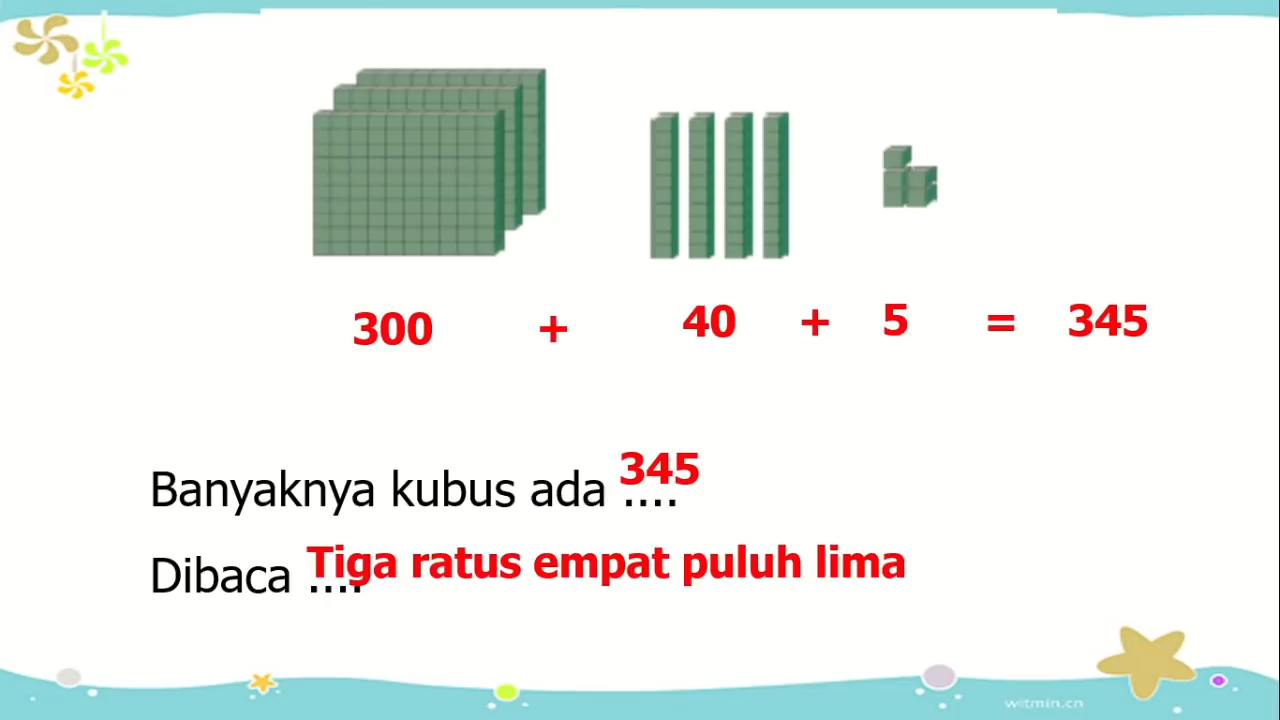 300 + 40 + 5 = 345
Banyaknya kubus ada .... 345
Dibaca .... Tiga ratus empat puluh lima
witmin.cn